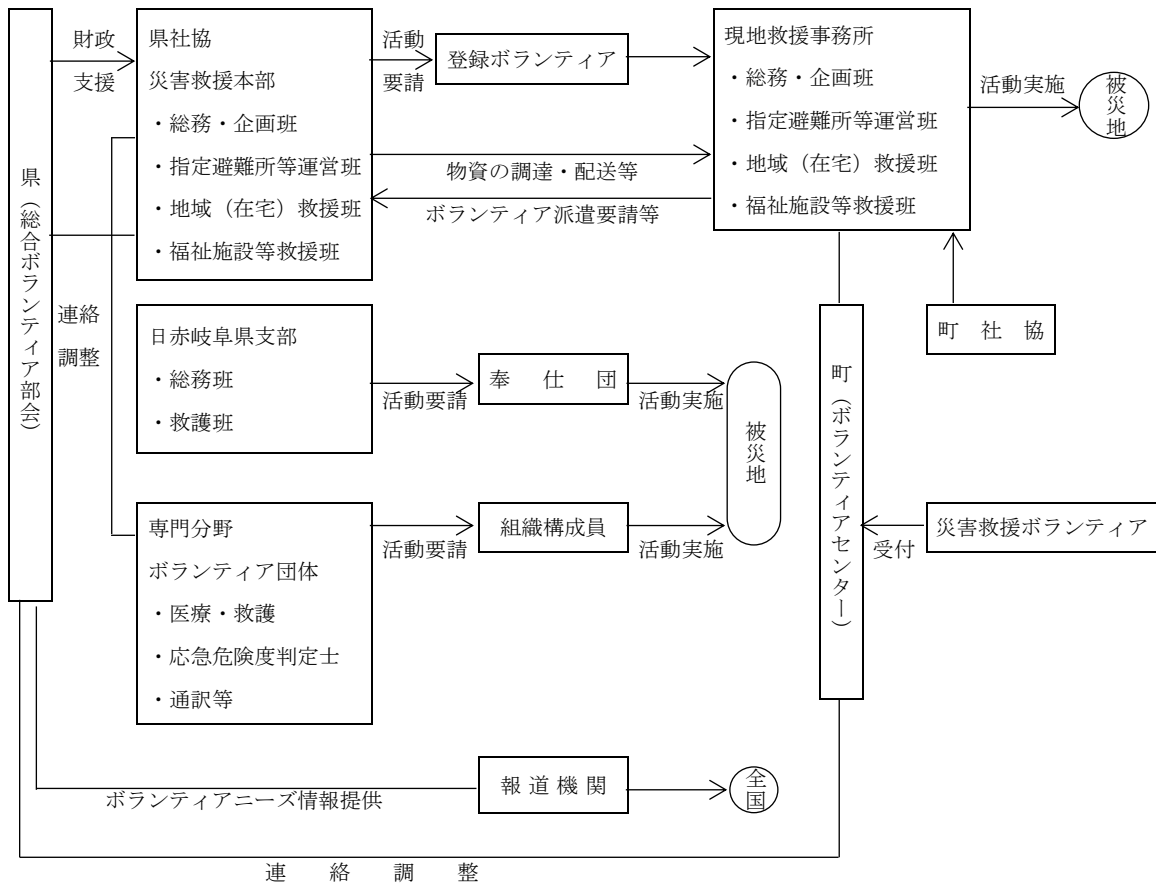 県（総合ボランティア部会）
財政
支援
連絡
調整
県社協
災害救援本部
・総務・企画班
・指定避難所等運営班
・地域（在宅）救援班
・福祉施設等救援班
活動
要請
登録ボランティア
物資の調達・配送等
ボランティア派遣要請等
現地救援事務所
・総務・企画班
・指定避難所等運営班
・地域（在宅）救援班
・福祉施設等救援班
活動実施
被災地
町社協
日赤岐阜県支部
・総務班
・救護班
活動要請
奉仕団
活動実施
被災地
専門分野
ボランティア団体
・医療・救護
・応急危険度判定士
・通訳等
活動要請
組織構成員
活動実施
町（ボランティアセンター）
受付
災害救援ボランティア
ボランティアニーズ情報提供
報道機関
全国
連絡調整